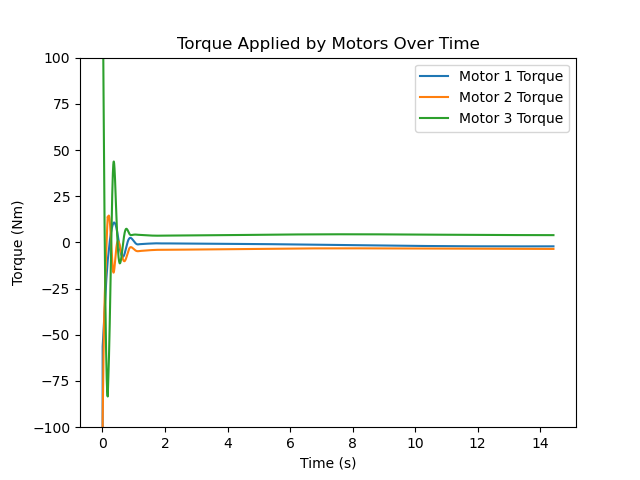 Torque Applied by Motors Over Time
100
75
50
25
0
−25
−50
−75
−100
Torque (Nm)
Motor 1 Torque
Motor 2 Torque
Motor 3 Torque
0 2 4 6 8 10 12 14
Time (s)